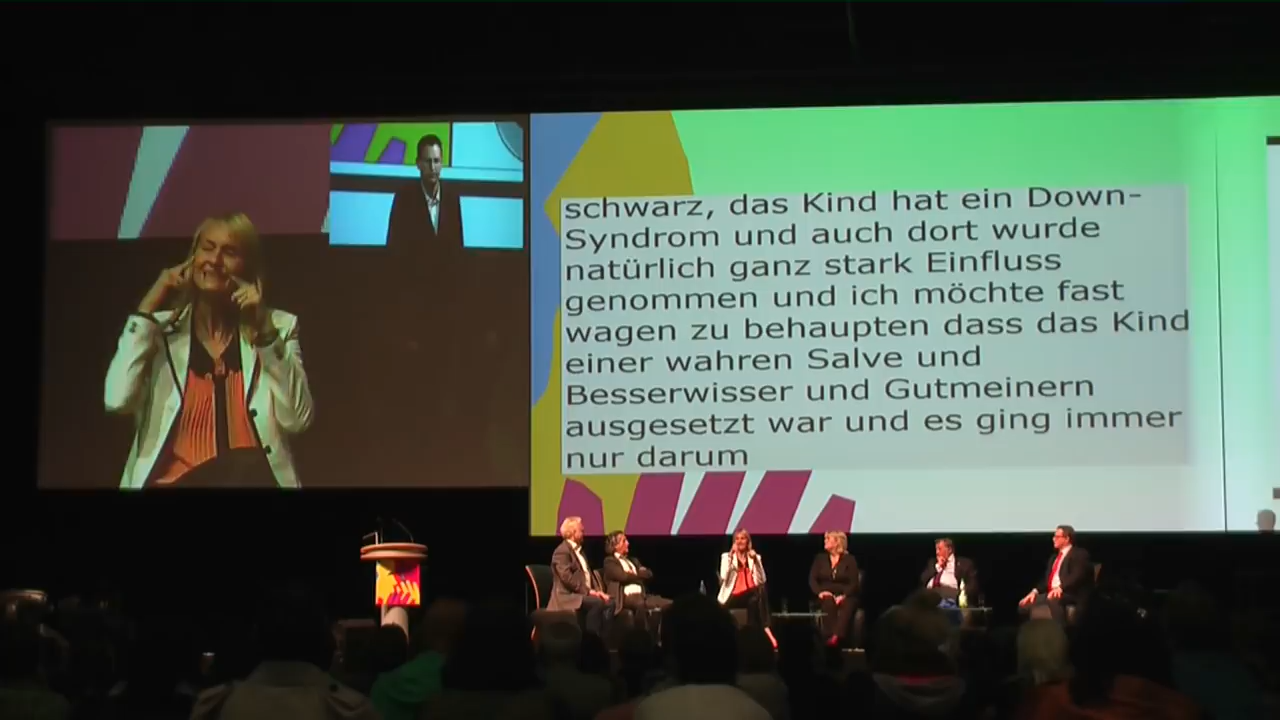 schwarz, das Kind hat ein Down-
Syndrom und auch dort wurde
natürlich ganz stark Einfluss
genommen und ich möchte fast
wagen zu behaupten dass das Kind
einer wahren Salve und
Besserwisser und Gutmeinern
ausgesetzt war und es ging immer
nur darum